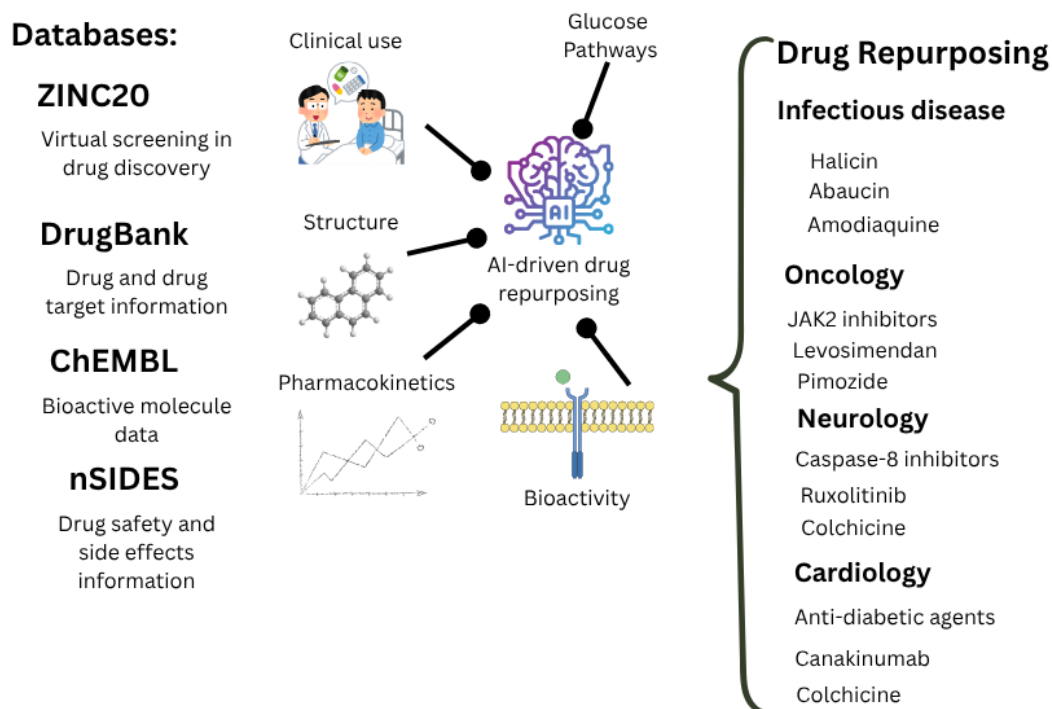 Databases:
ZINC20
Virtual screening in
drug discovery
DrugBank
Drug and drug
target information
ChEMBL
Bioactive molecule
data
nSIDES
Drug safety and
side effects
information
Clinical use
Structure
Pharmacokinetics
Glucose
Pathways
AI
AI-driven drug
repurposing
Bioactivity
Drug Repurposing
Infectious disease
Halicin
Abaucin
Amodiaquine
Oncology
JAK2 inhibitors
Levosimendan
Pimozide
Neurology
Caspase-8 inhibitors
Ruxolitinib
Colchicine
Cardiology
Anti-diabetic agents
Canakinumab
Colchicine